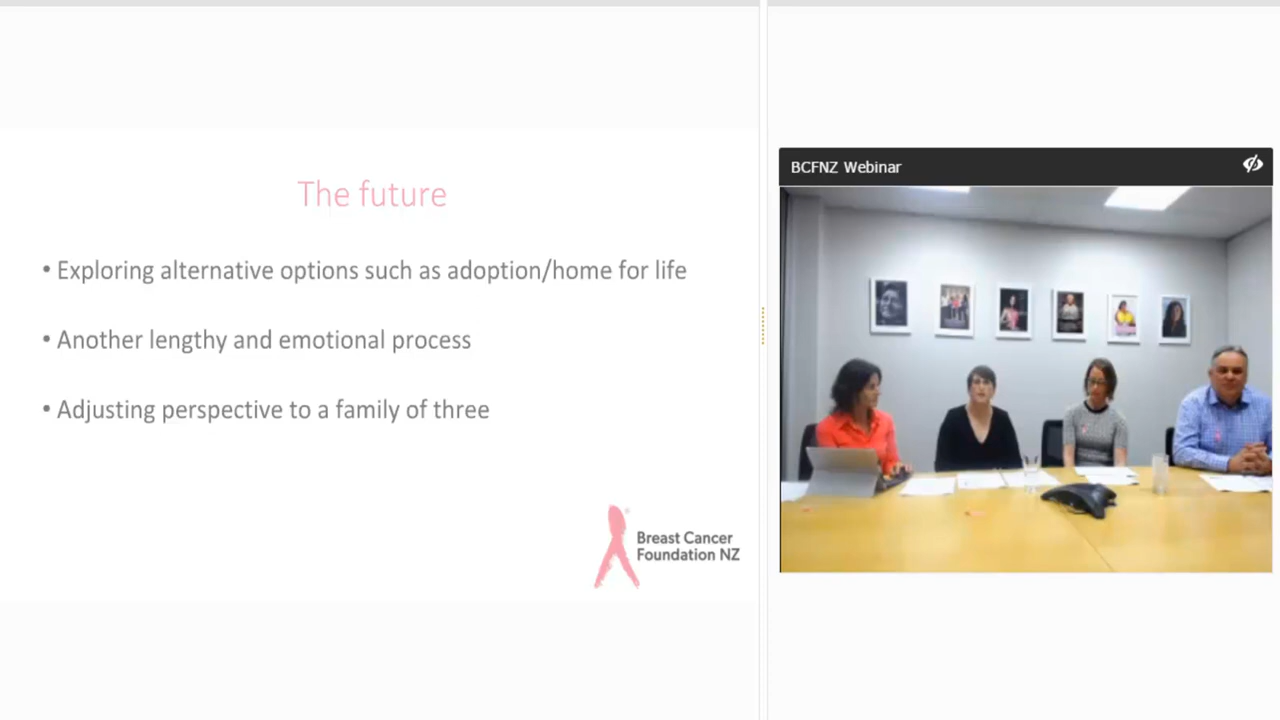 The future
• Exploring alternative options such as adoption/home for life
• Another lengthy and emotional process
• Adjusting perspective to a family of three
Breast Cancer
Foundation NZ
BCFNZ Webinar